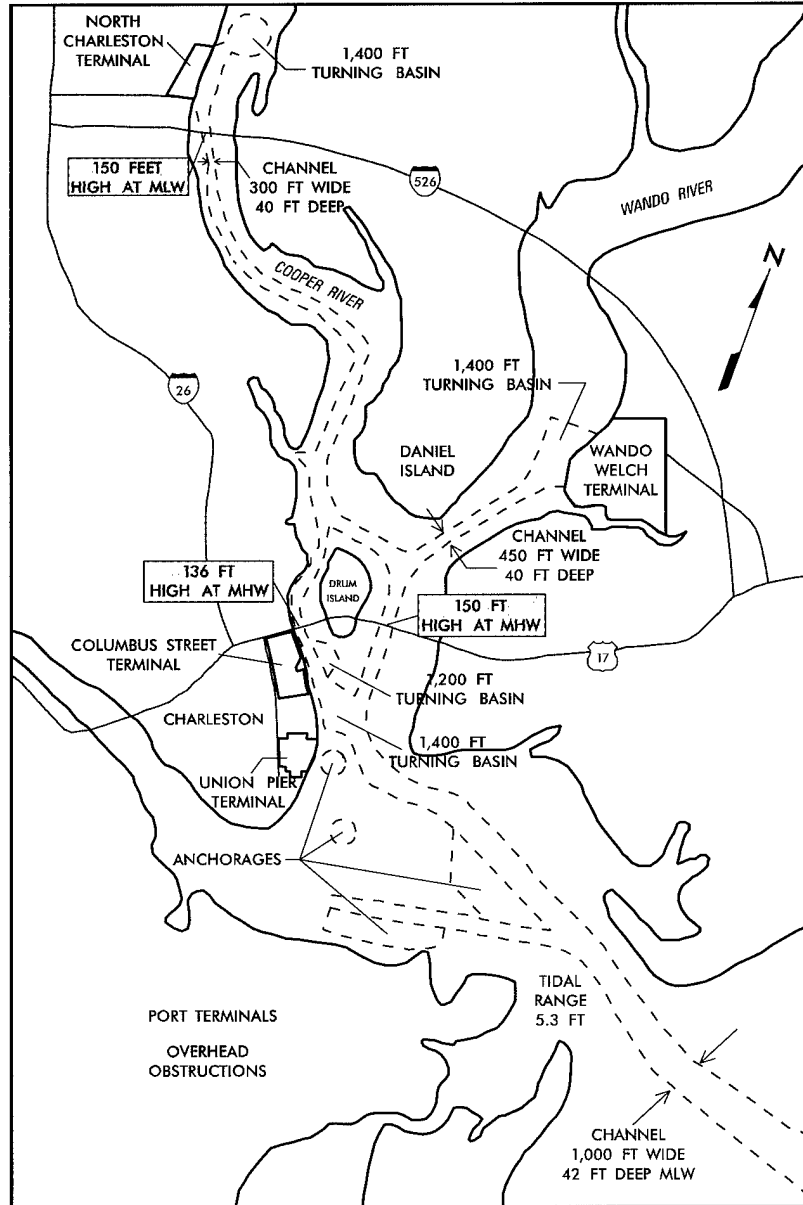 NORTH
CHARLESTON
TERMINAL
1,400 FT
TURNING BASIN
150 FEET
HIGH AT MLW
CHANNEL
300 FT WIDE
40 FT DEEP
526
WANDO RIVER
N
COOPER RIVER
26
1,400 FT
TURNING BASIN
DANIEL
ISLAND
WANDO
WELCH
TERMINAL
CHANNEL
450 FT WIDE
40 FT DEEP
136 FT
HIGH AT MHW
DRUM
ISLAND
150 FT
HIGH AT MHW
COLUMBUS STREET
TERMINAL
17
1,200 FT
TURNING BASIN
CHARLESTON
1,400 FT
TURNING BASIN
UNION PIER
TERMINAL
ANCHORAGES
TIDAL
RANGE
5.3 FT
PORT TERMINALS
OVERHEAD
OBSTRUCTIONS
CHANNEL
1,000 FT WIDE
42 FT DEEP MLW